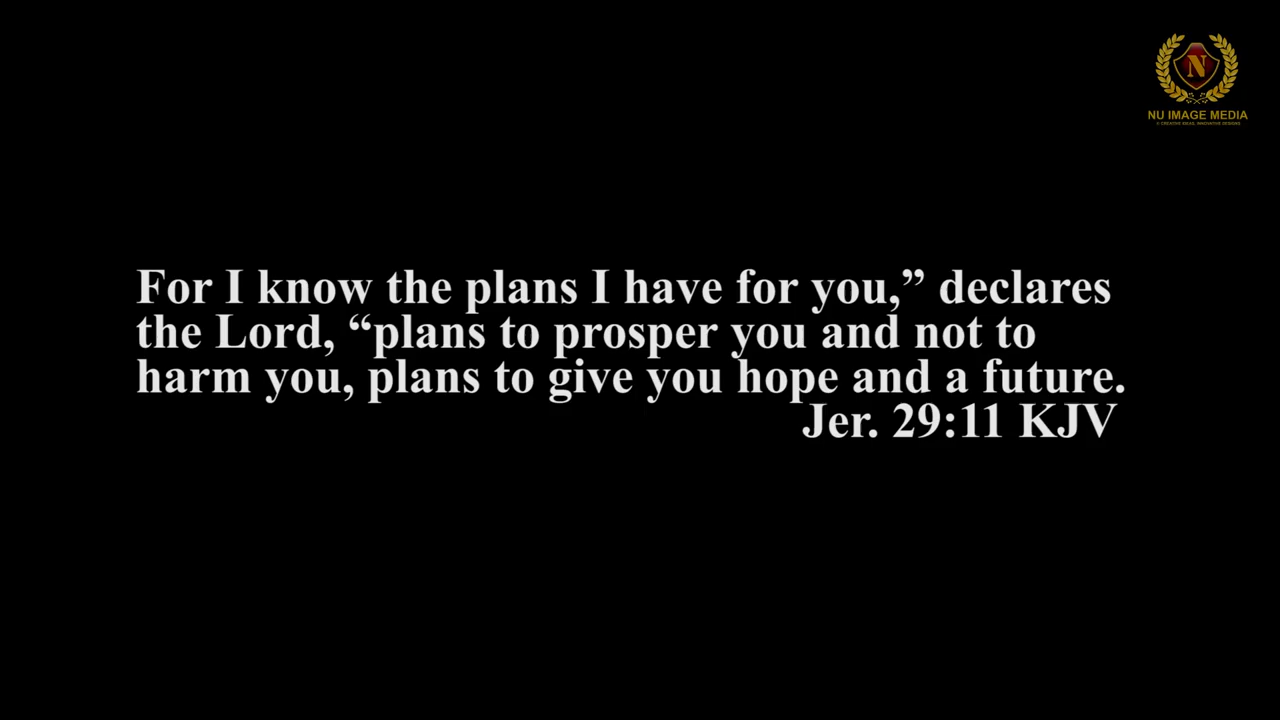 N
NU IMAGE MEDIA
For I know the plans I have for you,” declares
the Lord, “plans to prosper you and not to
harm you, plans to give you hope and a future.
Jer. 29:11 KJV